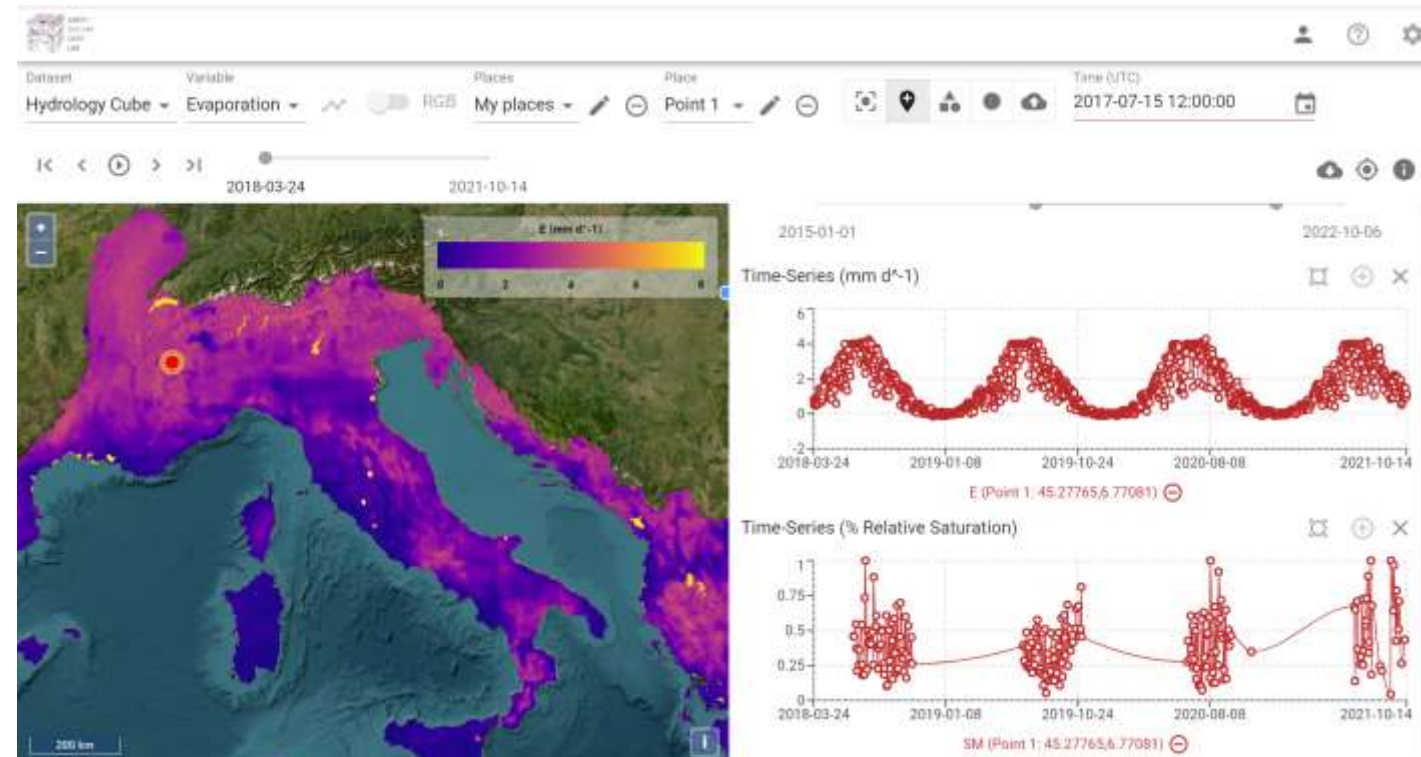 Dataset
Variable
Places
Place
Time (UTC)
Hydrology Cube
Evaporation
RGB
My places
Point 1
2017-07-15 12:00:00
2018-03-24
2021-10-14
+
−
E (mm d^-1)
0 2 4 6 8
200 km
2015-01-01
2022-10-06
Time-Series (mm d^-1)
6
4
2
0
-2
2018-03-24 2019-01-08 2019-10-24 2020-08-08 2021-10-14
E (Point 1: 45.27765,6.77081)
Time-Series (% Relative Saturation)
1
0.75
0.5
0.25
0
2018-03-24 2019-01-08 2019-10-24 2020-08-08 2021-10-14
SM (Point 1: 45.27765,6.77081)